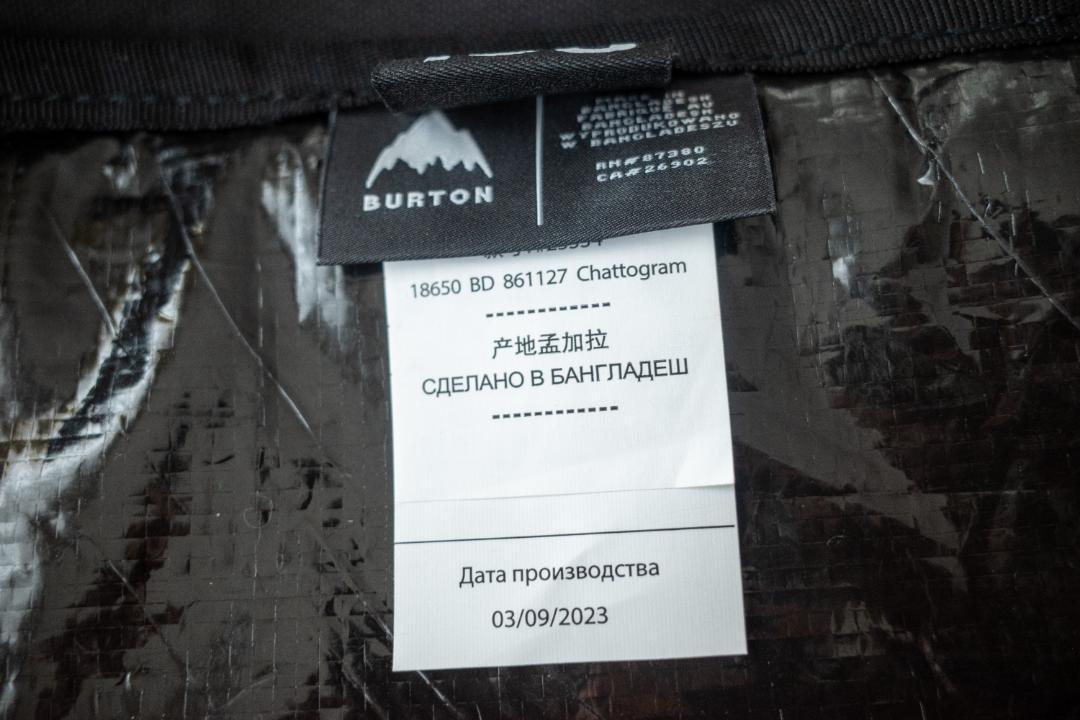 BURTON
BANGLADESZU
RN#87380
CA#26902
18650 BD 861127 Chattogram
------------
产地孟加拉
СДЕЛАНО В БАНГЛАДЕШ
------------
Дата производства
03/09/2023